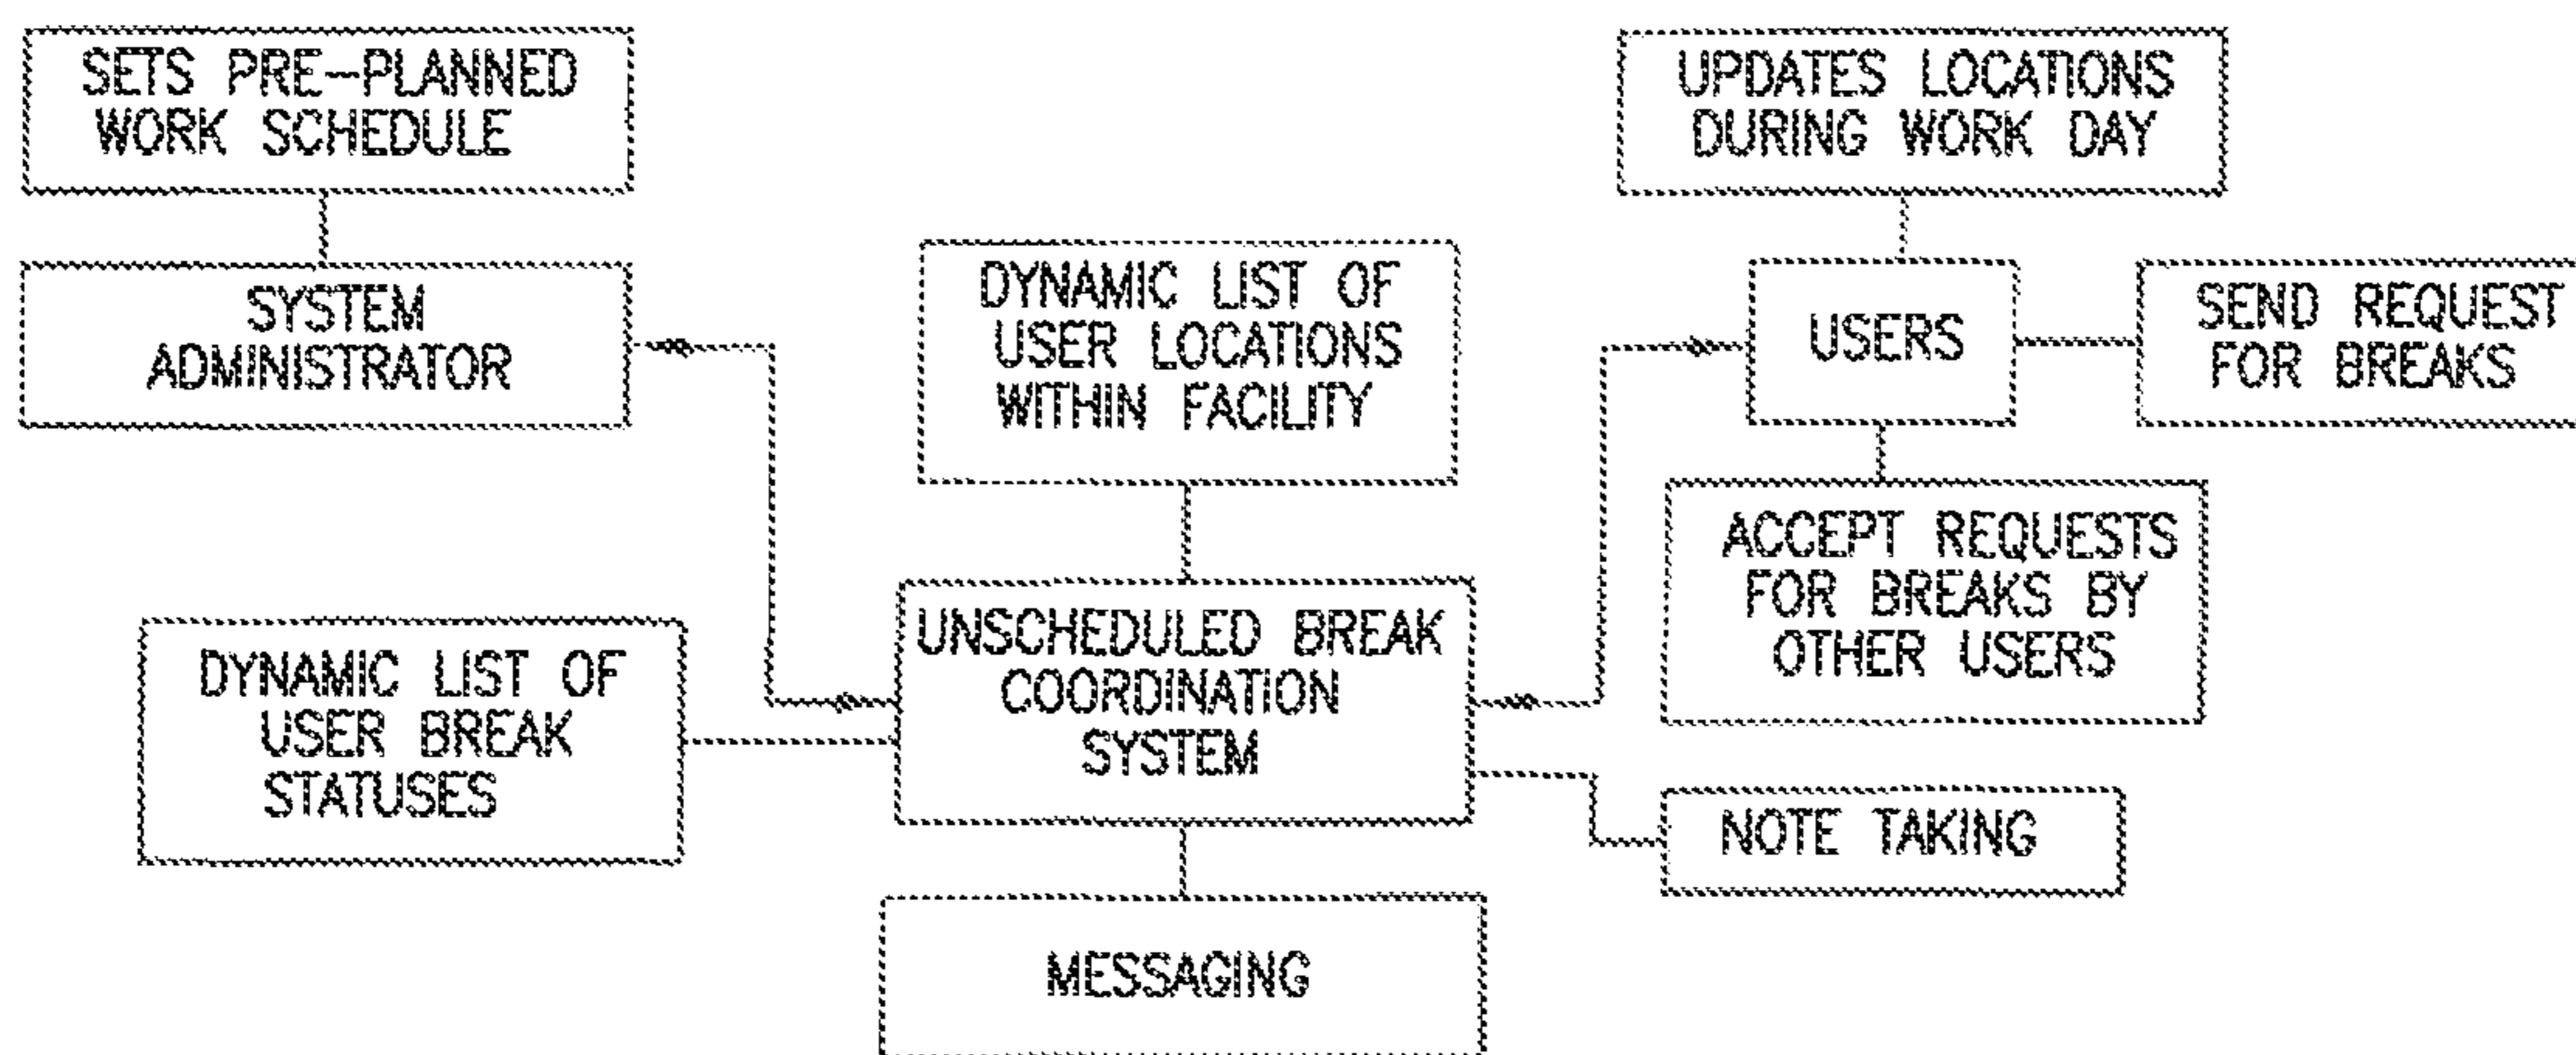 SETS PRE-PLANNED
WORK SCHEDULE
UPDATES LOCATIONS
DURING WORK DAY
SYSTEM
ADMINISTRATOR
DYNAMIC LIST OF
USER LOCATIONS
WITHIN FACILITY
USERS
SEND REQUEST
FOR BREAKS
ACCEPT REQUESTS
FOR BREAKS BY
OTHER USERS
DYNAMIC LIST OF
USER BREAK
STATUSES
UNSCHEDULED BREAK
COORDINATION
SYSTEM
NOTE TAKING
MESSAGING